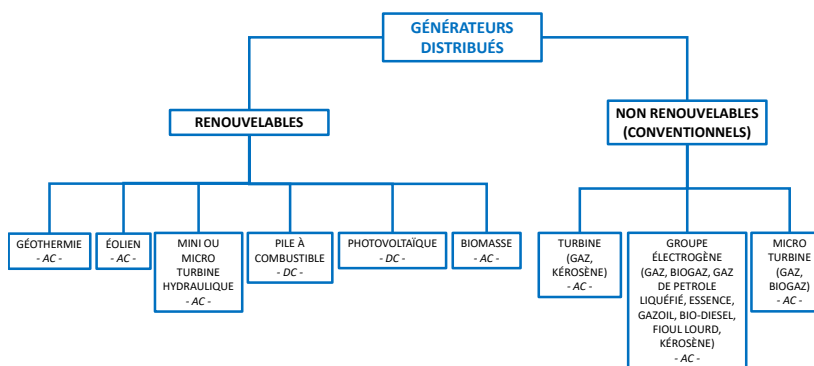 GÉNÉRATEURS
DISTRIBUÉS
RENOUVELABLES
NON RENOUVELABLES
(CONVENTIONNELS)
GÉOTHERMIE
- AC -
ÉOLIEN
- AC -
MINI OU
MICRO
TURBINE
HYDRAULIQUE
- AC -
PILE À
COMBUSTIBLE
- DC -
PHOTOVOLTAÏQUE
- DC -
BIOMASSE
- AC -
TURBINE
(GAZ,
KÉROSÈNE)
- AC -
GROUPE
ÉLECTROGÈNE
(GAZ, BIOGAZ, GAZ
DE PETROLE
LIQUÉFIÉ, ESSENCE,
GAZOIL, BIO-DIESEL,
FIOUL LOURD,
KÉROSÈNE)
- AC -
MICRO
TURBINE
(GAZ,
BIOGAZ)
- AC -